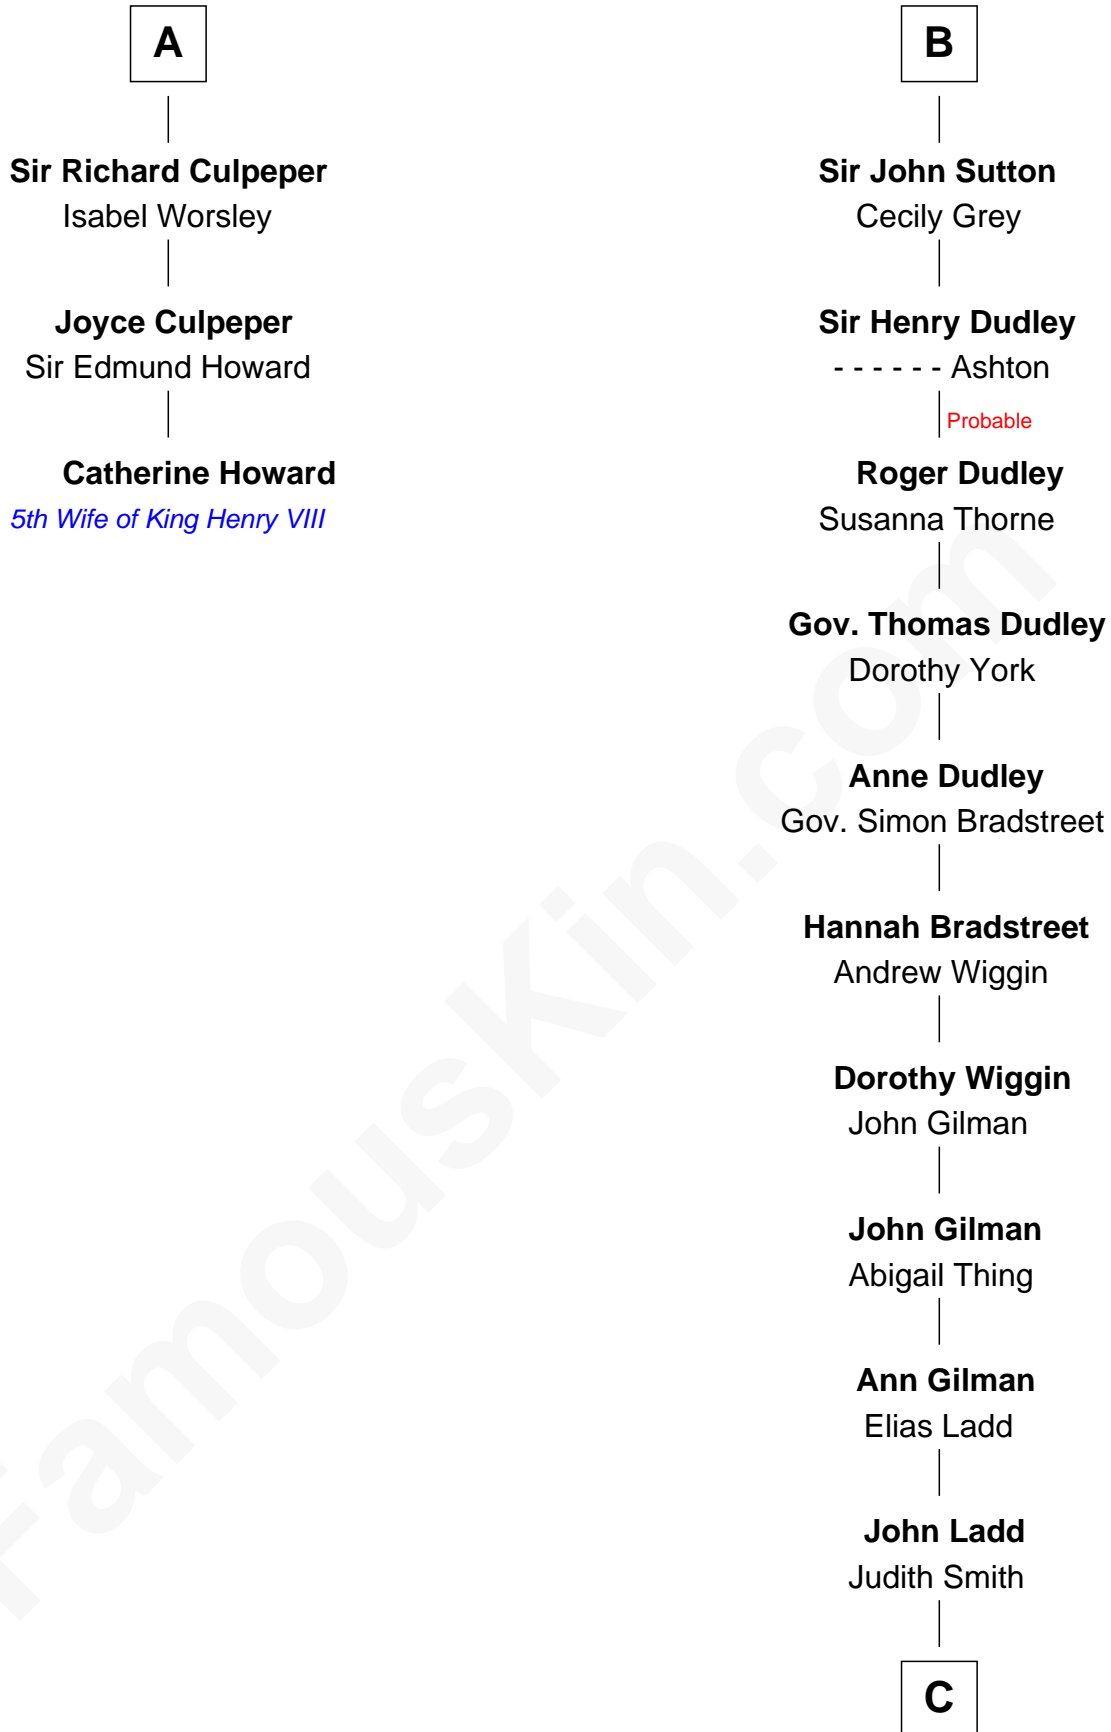 A
Sir Richard Culpeper
Isabel Worsley
Joyce Culpeper
Sir Edmund Howard
Catherine Howard
5th Wife of King Henry VIII
B
Sir John Sutton
Cecily Grey
Sir Henry Dudley
- - - - - - Ashton
Probable
Roger Dudley
Susanna Thorne
Gov. Thomas Dudley
Dorothy York
Anne Dudley
Gov. Simon Bradstreet
Hannah Bradstreet
Andrew Wiggin
Dorothy Wiggin
John Gilman
John Gilman
Abigail Thing
Ann Gilman
Elias Ladd
John Ladd
Judith Smith
C
FamousKin.com